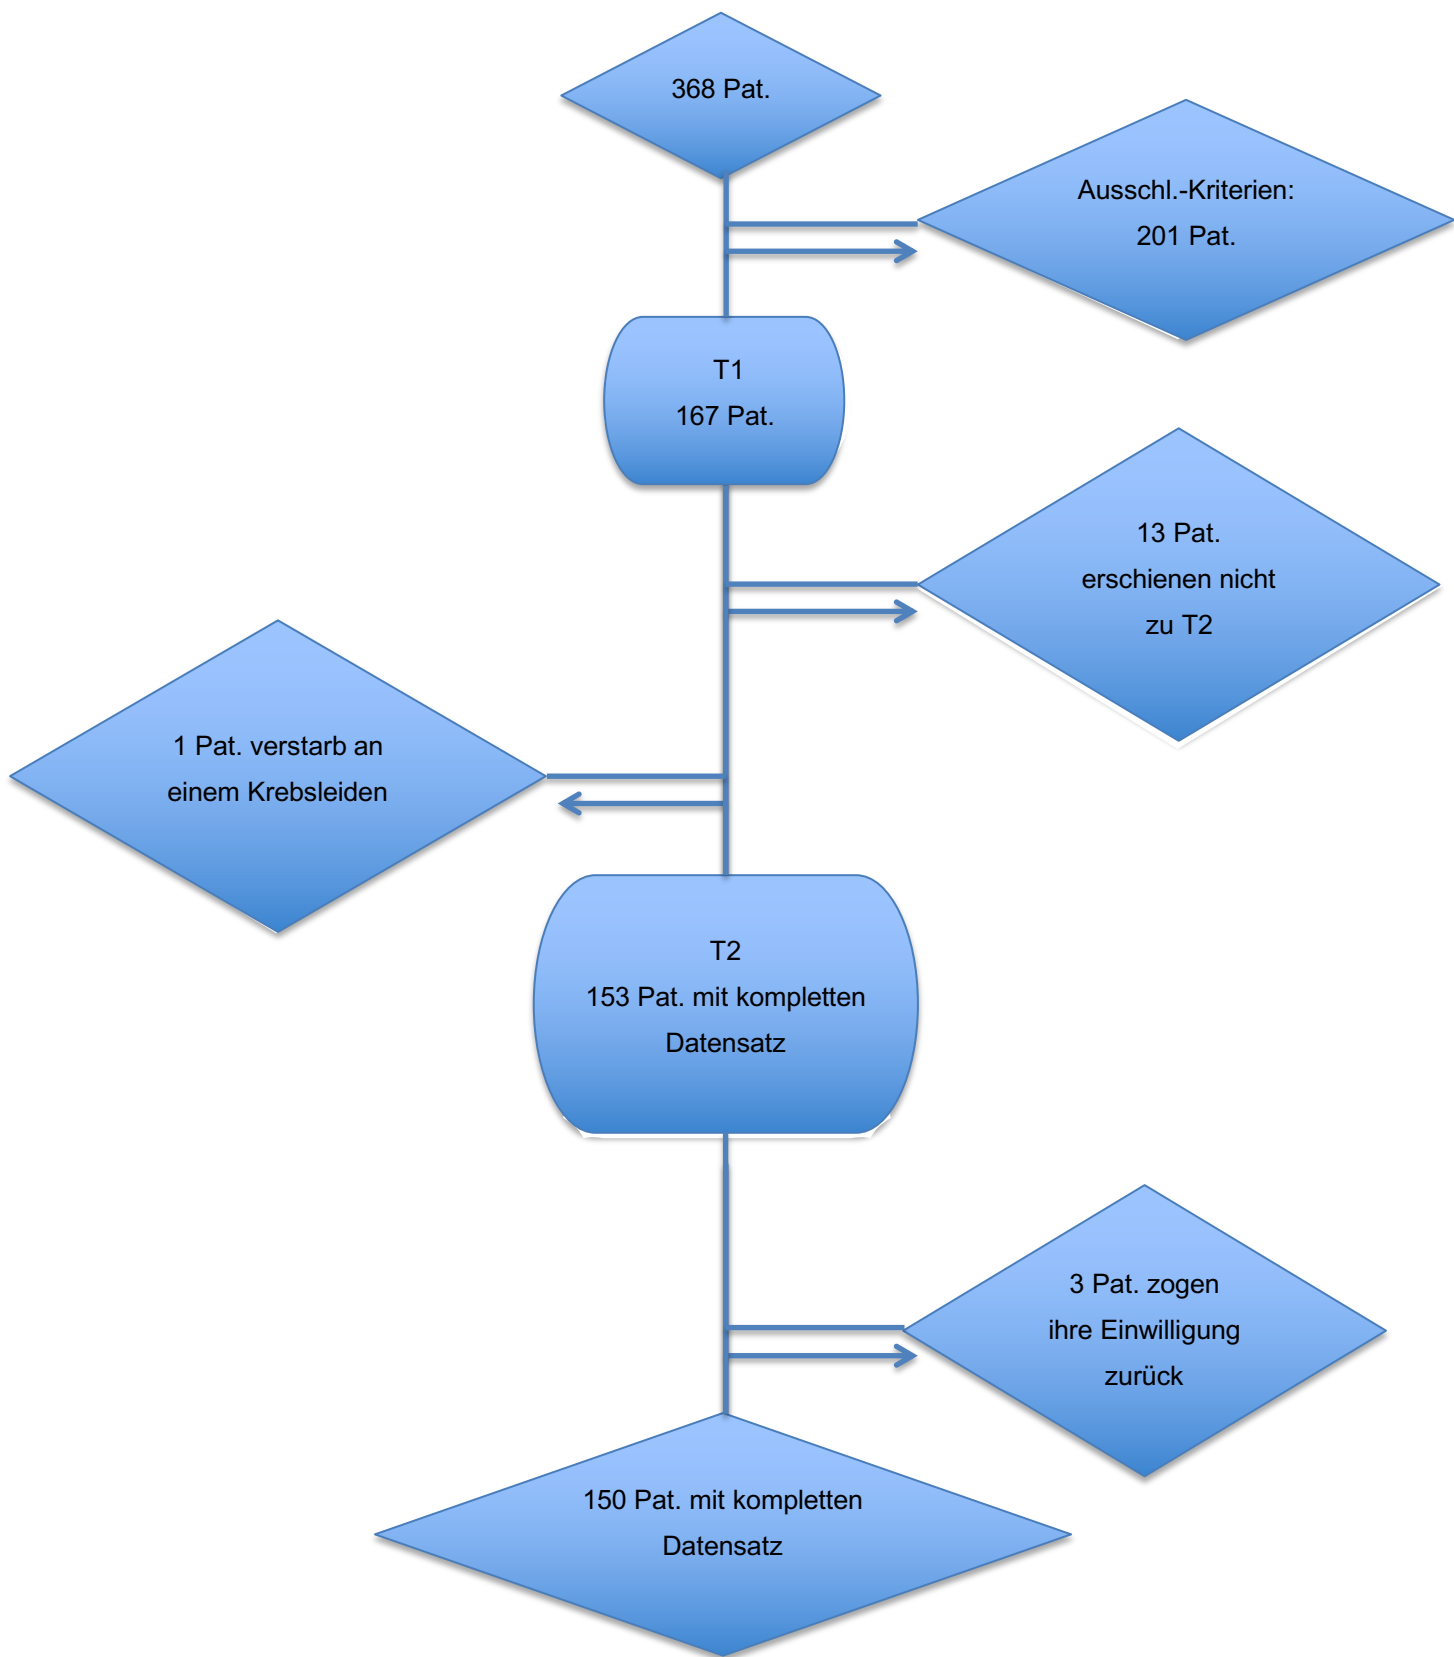 368 Pat.
Ausschl.-Kriterien:
201 Pat.
T1
167 Pat.
13 Pat.
erschienen nicht
zu T2
1 Pat. verstarb an
einem Krebsleiden
T2
153 Pat. mit kompletten
Datensatz
3 Pat. zogen
ihre Einwilligung
zurück
150 Pat. mit kompletten
Datensatz